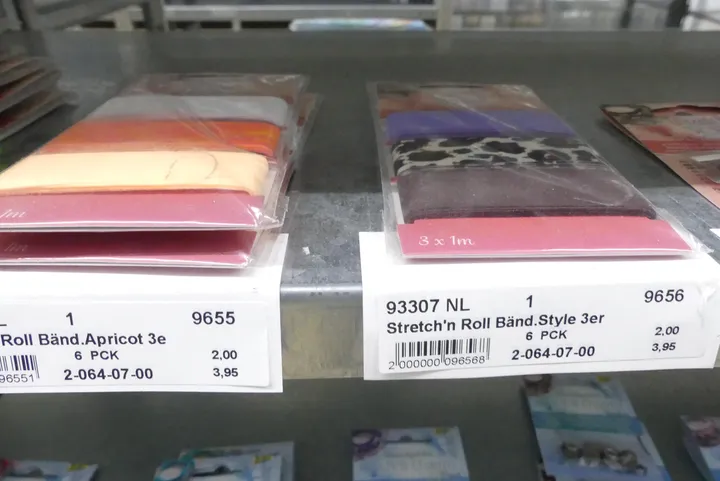 1m
1 9655
Roll Bänd.Apricot 3e
6 PCK 2,00
96551 2-064-07-00 3,95
3 x 1m
93307 NL 1 9656
Stretch'n Roll Bänd.Style 3er
6 PCK 2,00
2 000000 096568 2-064-07-00 3,95